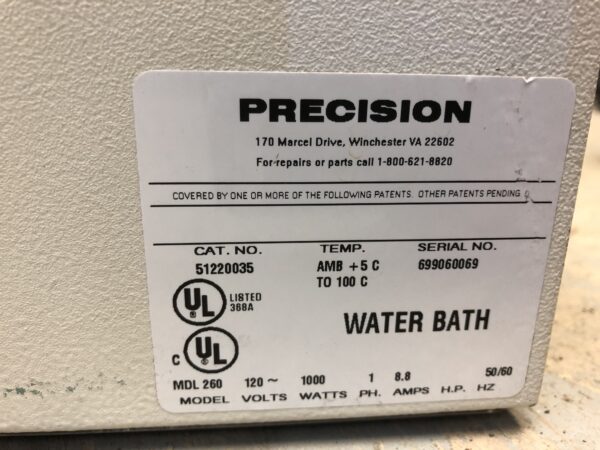 PRECISION
170 Marcel Drive, Winchester VA 22602
For repairs or parts call 1-800-621-8820
COVERED BY ONE OR MORE OF THE FOLLOWING PATENTS. OTHER PATENTS PENDING
CAT. NO. TEMP. SERIAL NO.
51220035 AMB +5 C 699060069
TO 100 C
UL LISTED
368A
WATER BATH
C UL
MDL 260 120 ~ 1000 1 8.8 50/60
MODEL VOLTS WATTS PH. AMPS H.P. HZ